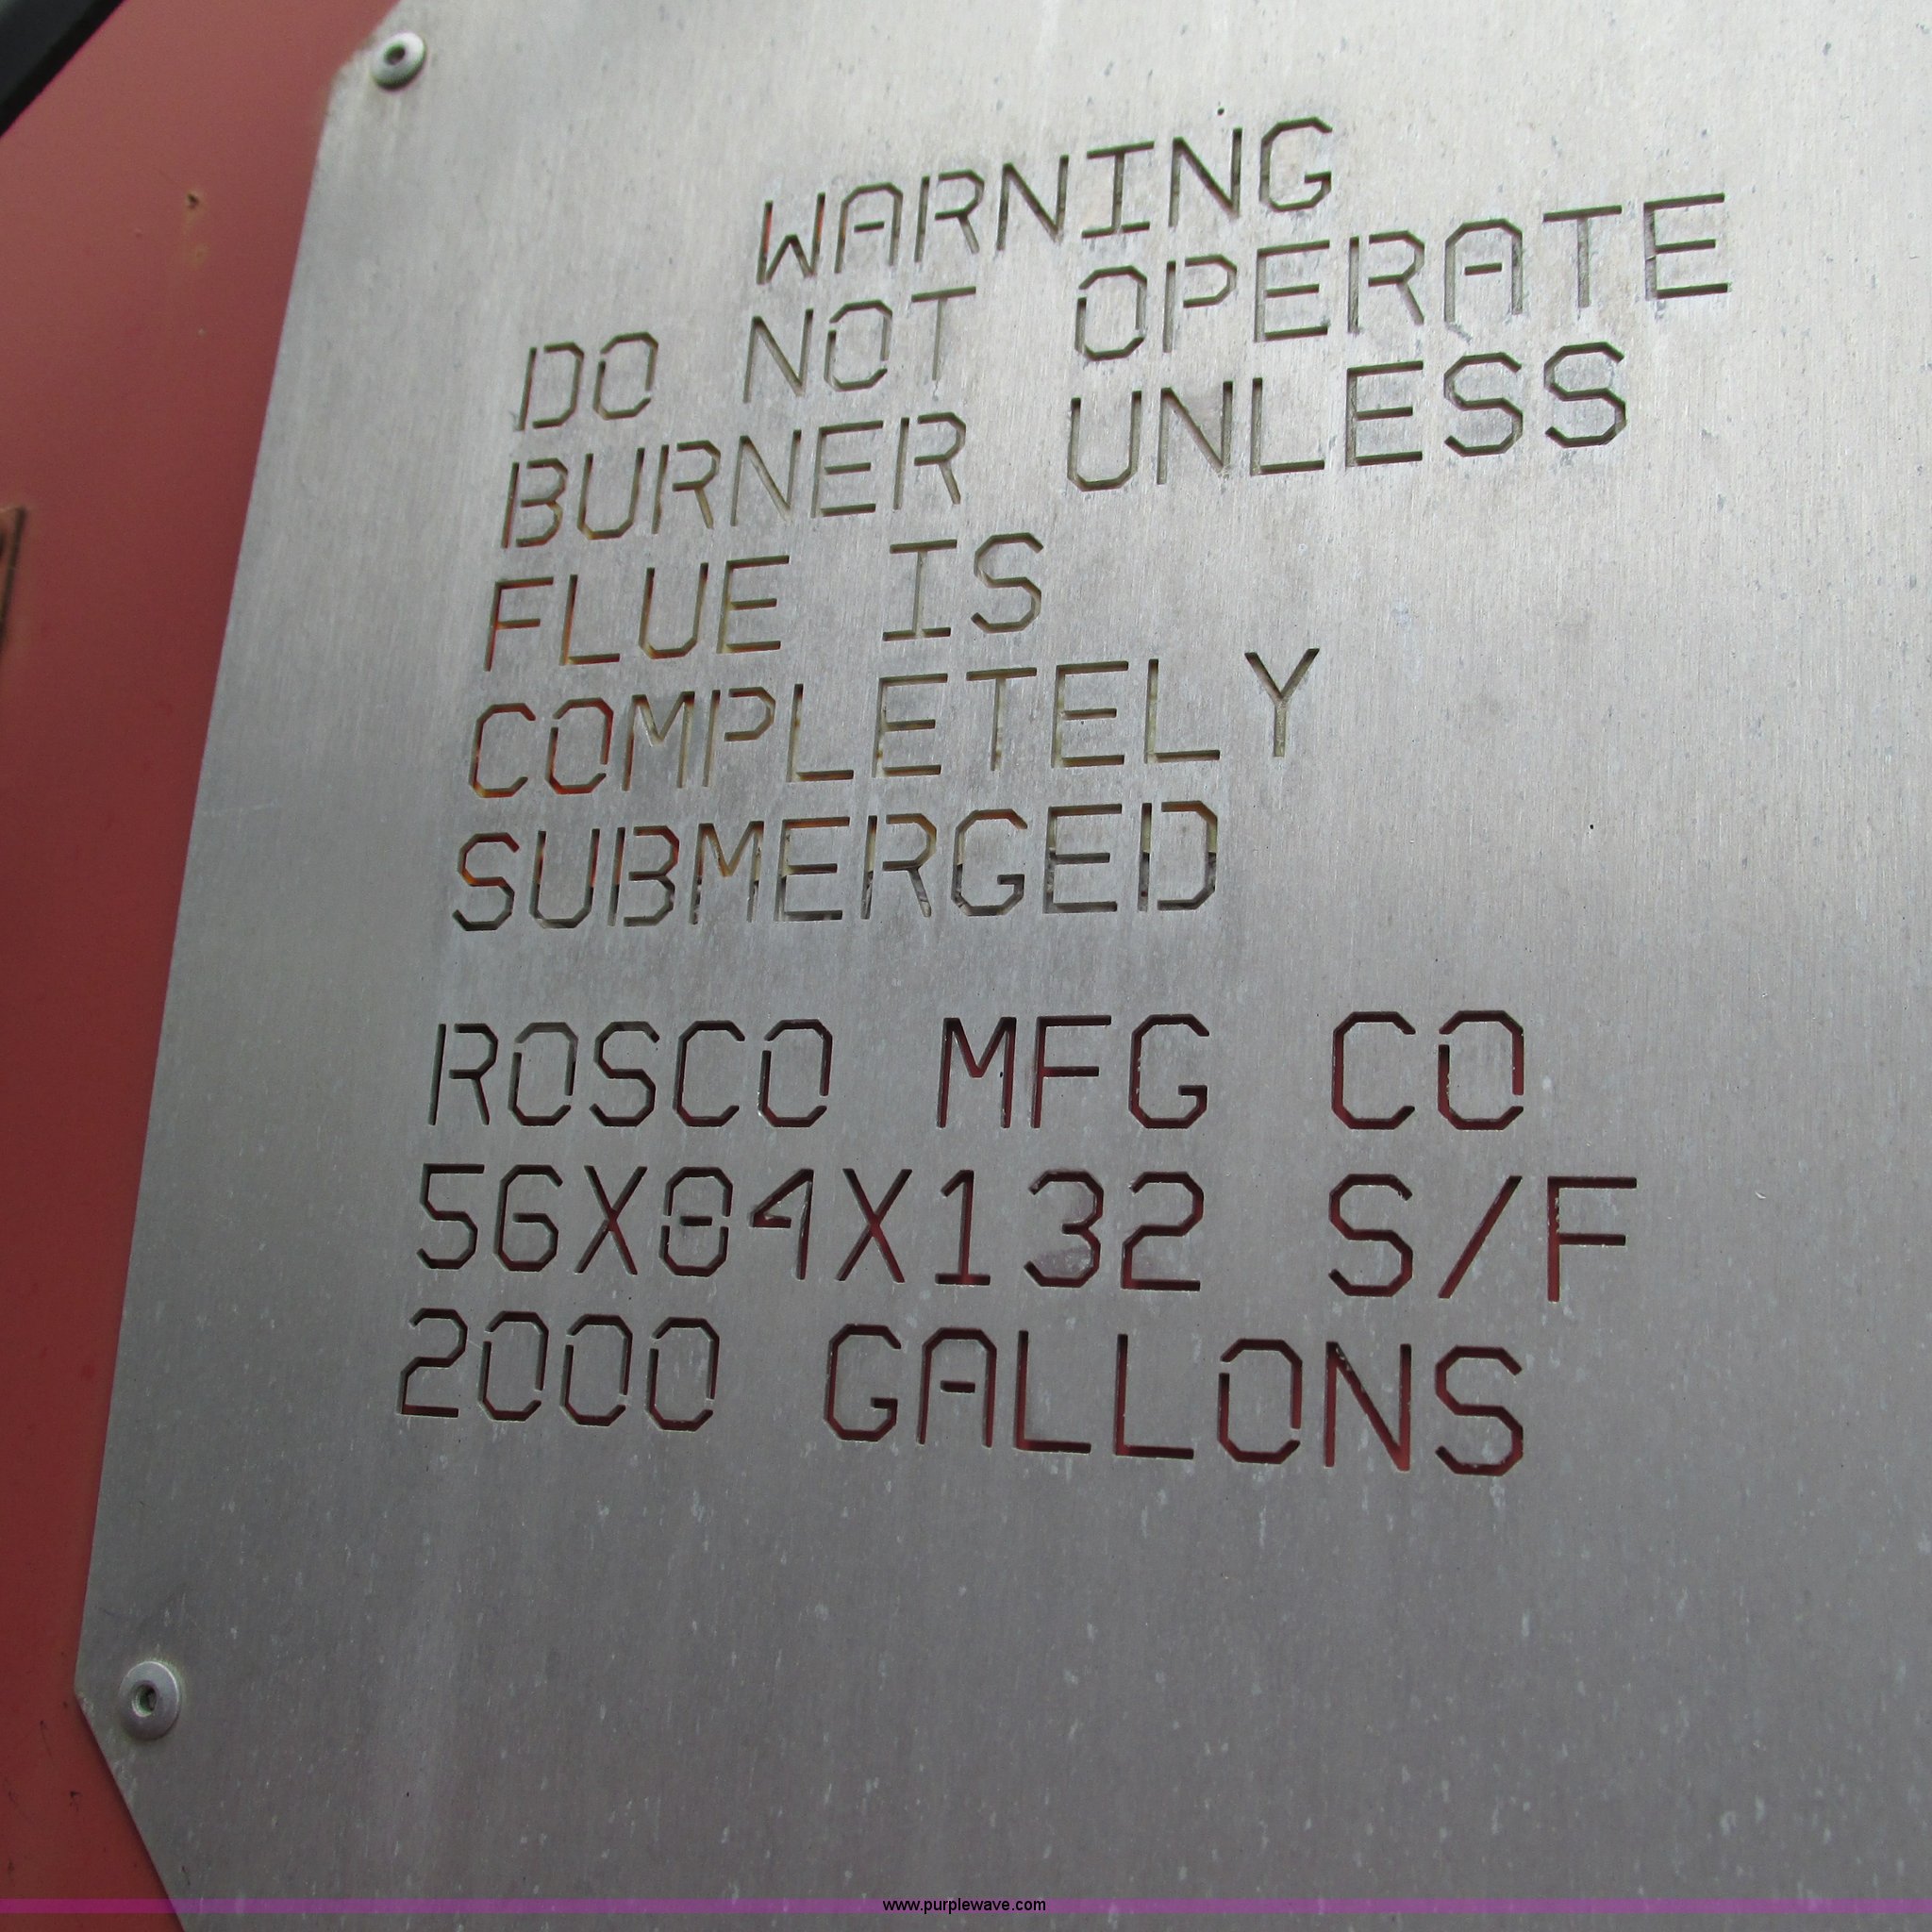 WARNING
DO NOT OPERATE
BURNER UNLESS
FLUE IS
COMPLETELY
SUBMERGED
ROSCO MFG CO
56X84X132 S/F
2000 GALLONS
www.purplewave.com